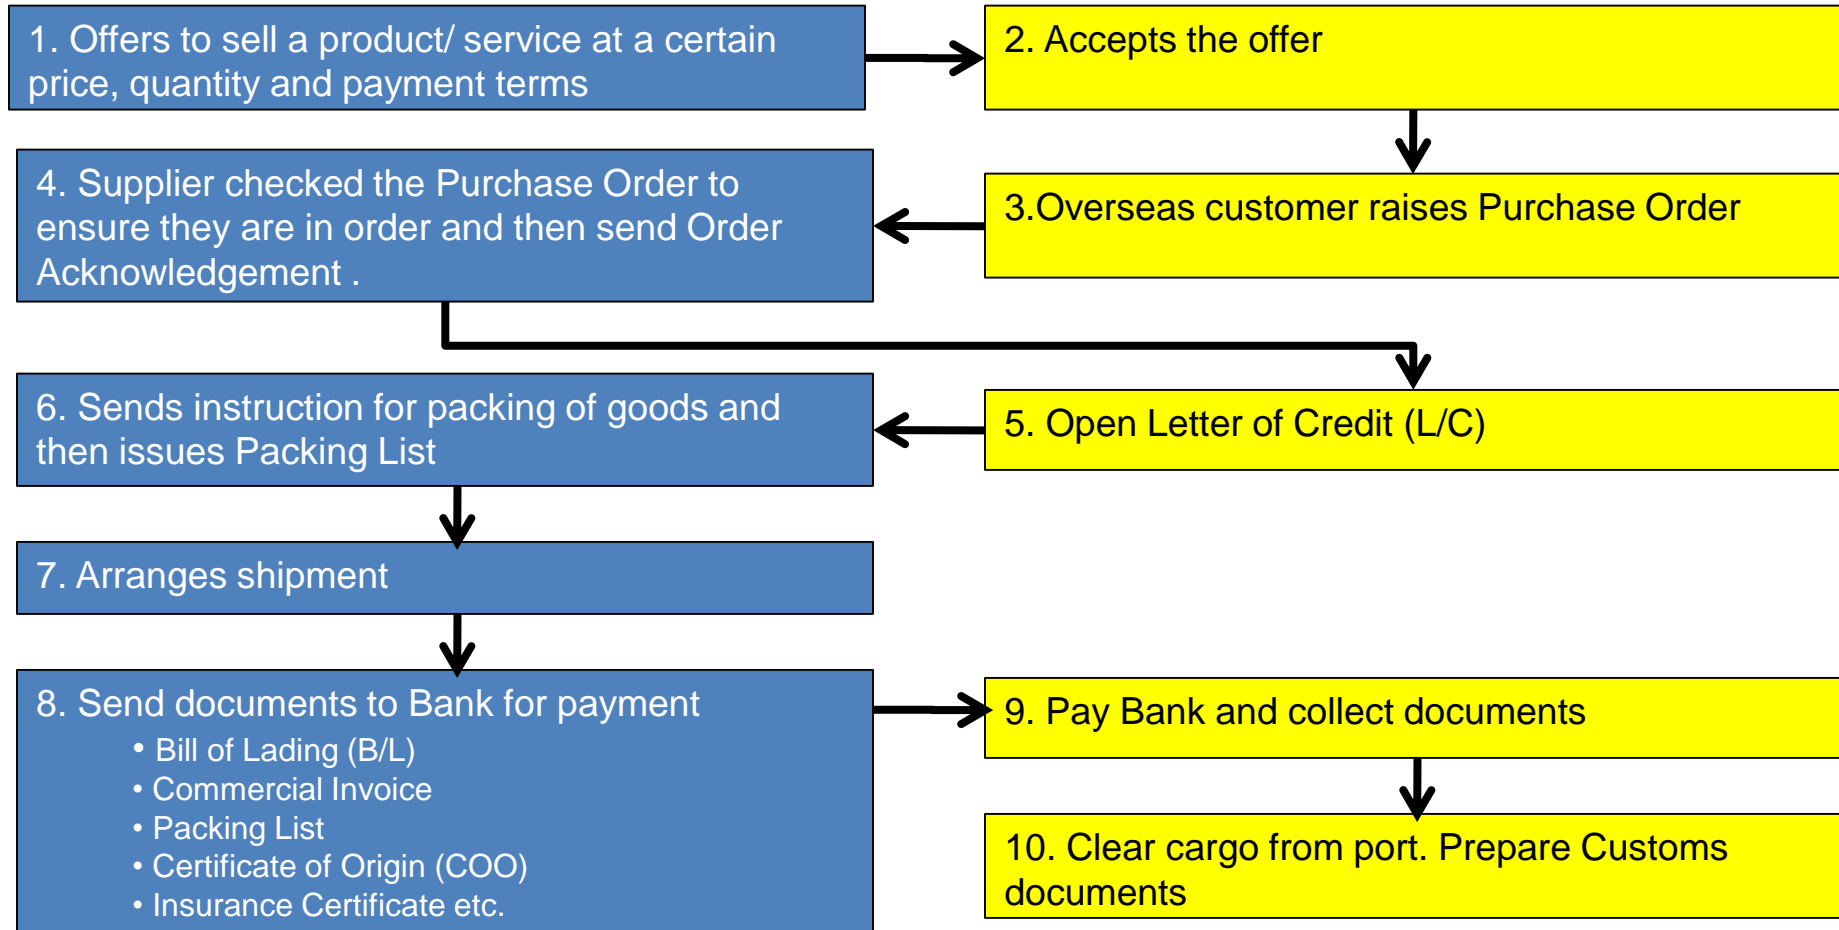 1. Offers to sell a product/ service at a certain
price, quantity and payment terms
2. Accepts the offer
3.Overseas customer raises Purchase Order
4. Supplier checked the Purchase Order to
ensure they are in order and then send Order
Acknowledgement .
5. Open Letter of Credit (L/C)
6. Sends instruction for packing of goods and
then issues Packing List
7. Arranges shipment
8. Send documents to Bank for payment
• Bill of Lading (B/L)
• Commercial Invoice
• Packing List
• Certificate of Origin (COO)
• Insurance Certificate etc.
9. Pay Bank and collect documents
10. Clear cargo from port. Prepare Customs
documents